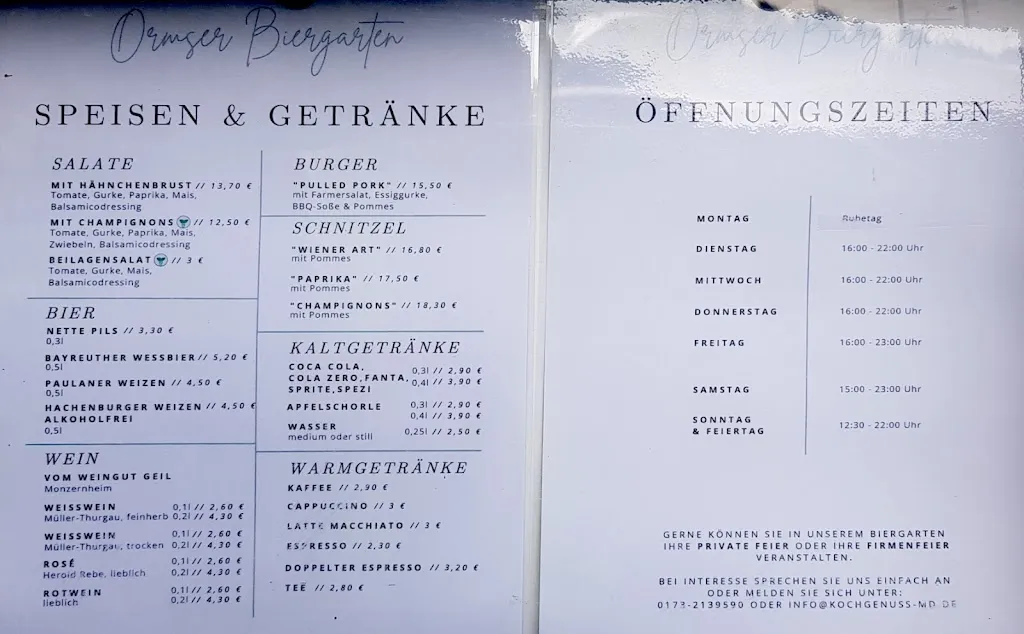 Ormser Biergarten
SPEISEN & GETRÄNKE
SALATE
MIT HÄHNCHENBRUST // 13,70 €
Tomate, Gurke, Paprika, Mais,
Balsamicodressing
MIT CHAMPIGNONS // 12,50 €
Tomate, Gurke, Paprika, Mais,
Zwiebeln, Balsamicodressing
BEILAGENSALAT // 3 €
Tomate, Gurke, Mais,
Balsamicodressing
BIER
NETTE PILS // 3,30 €
0,3l
BAYREUTHER WESSBIER // 5,20 €
0,5l
PAULANER WEIZEN // 4,50 €
0,5l
HACHENBURGER WEIZEN // 4,50 €
ALKOHOLFREI
0,5l
WEIN
VOM WEINGUT GEIL
Monzernheim
WEISSWEIN 0,1l // 2,60 €
Müller-Thurgau, feinherb 0,2l // 4,30 €
WEISSWEIN 0,1l // 2,60 €
Müller-Thurgau, trocken 0,2l // 4,30 €
ROSÉ 0,1l // 2,60 €
Herold Rebe, lieblich 0,2l // 4,30 €
ROTWEIN 0,1l // 2,60 €
lieblich 0,2l // 4,30 €
BURGER
"PULLED PORK" // 15,50 €
mit Farmersalat, Essiggurke,
BBQ-Soße & Pommes
SCHNITZEL
"WIENER ART" // 16,80 €
mit Pommes
"PAPRIKA" // 17,50 €
mit Pommes
"CHAMPIGNONS" // 18,30 €
mit Pommes
KALTGETRÄNKE
COCA COLA, 0,3l // 2,90 €
COLA ZERO, FANTA, 0,4l // 3,90 €
SPRITE, SPEZI
APFELSCHORLE 0,3l // 2,90 €
0,4l // 3,90 €
WASSER 0,25l // 2,50 €
medium oder still
WARMGETRÄNKE
KAFFEE // 2,90 €
CAPPUCCINO // 3 €
LATTE MACCHIATO // 3 €
ESPRESSO // 2,30 €
DOPPELTER ESPRESSO // 3,20 €
TEE // 2,80 €
Ormser Biergarten
ÖFFNUNGSZEITEN
MONTAG Ruhetag
DIENSTAG 16:00 - 22:00 Uhr
MITTWOCH 16:00 - 22:00 Uhr
DONNERSTAG 16:00 - 22:00 Uhr
FREITAG 16:00 - 23:00 Uhr
SAMSTAG 15:00 - 23:00 Uhr
SONNTAG
& FEIERTAG 12:30 - 22:00 Uhr
GERNE KÖNNEN SIE IN UNSEREM BIERGARTEN
IHRE PRIVATE FEIER ODER IHRE FIRMENFEIER
VERANSTALTEN.
BEI INTERESSE SPRECHEN SIE UNS EINFACH AN
ODER MELDEN SIE SICH UNTER:
0173-2139590 ODER INFO@KOCHGENUSS-MD.DE